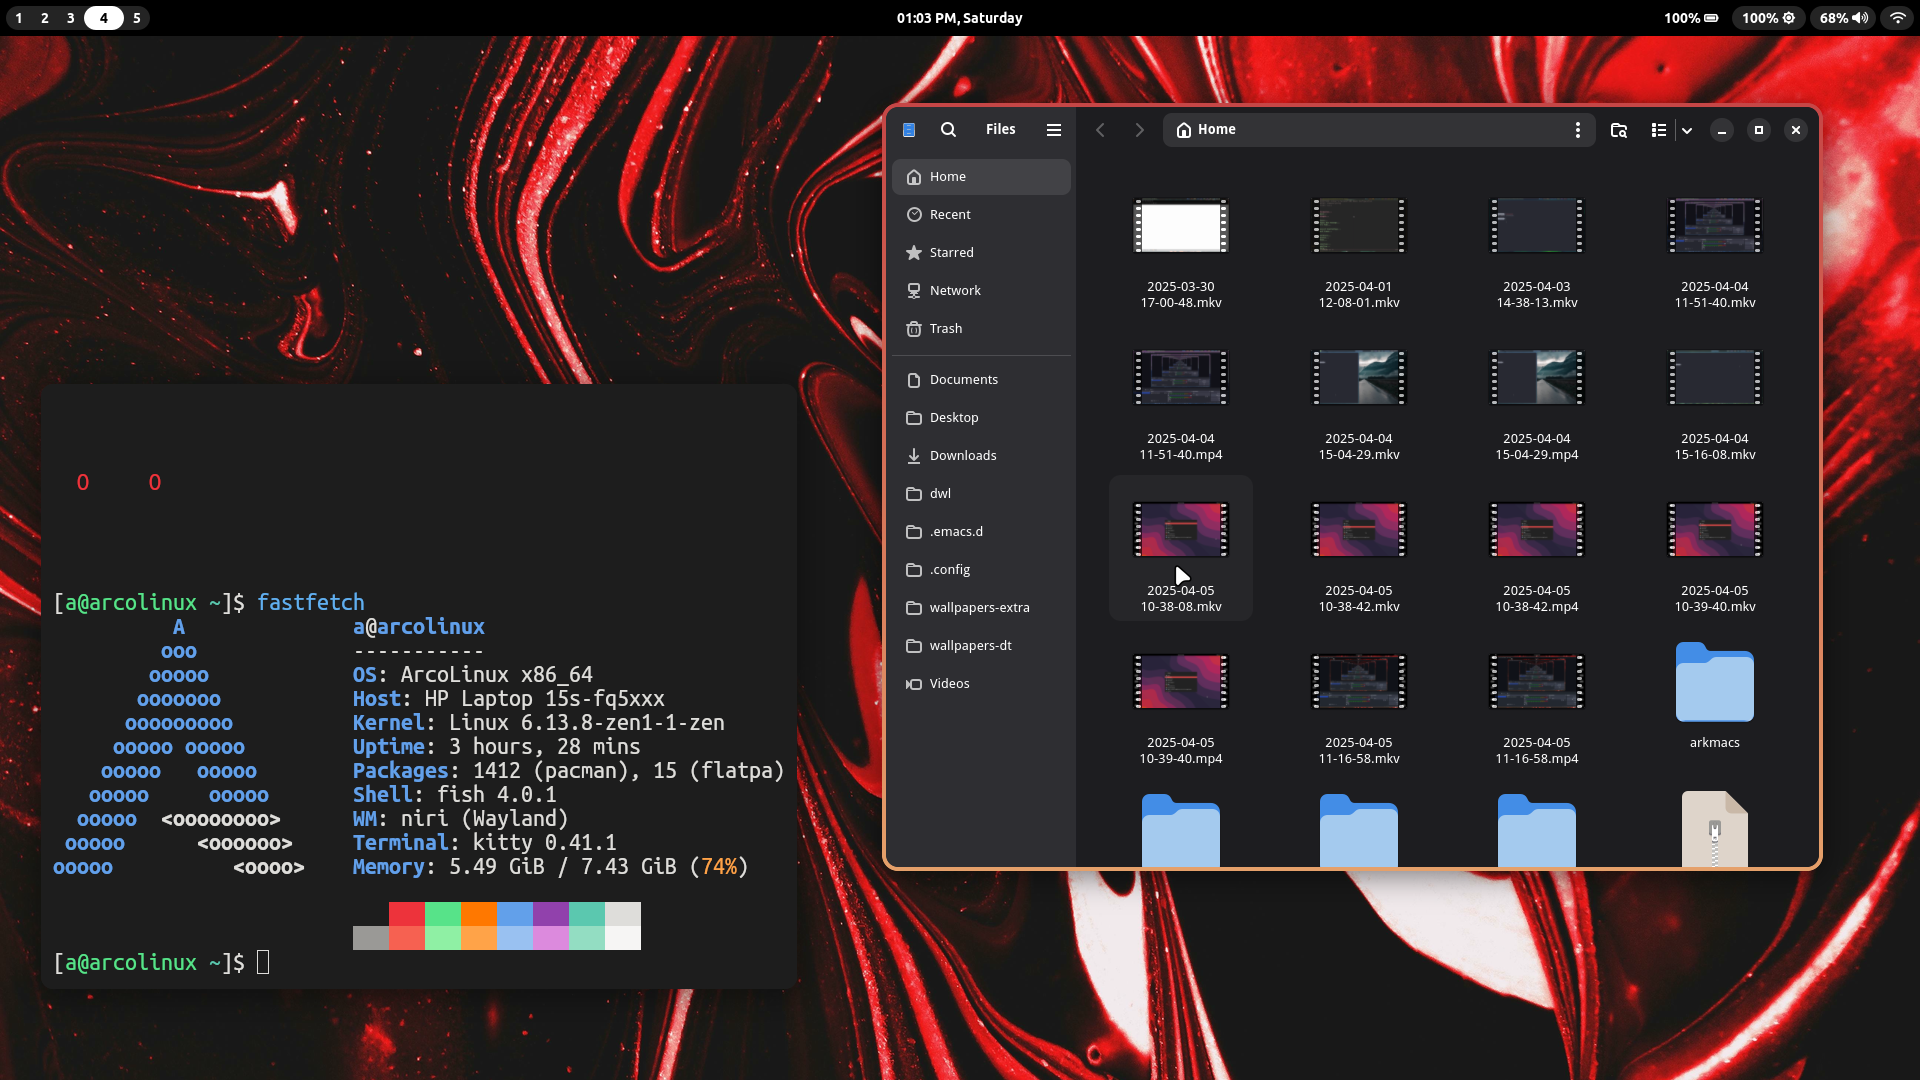 1 2 3 4 5
01:03 PM, Saturday
100% 100% 68%
O O
[a@arcolinux ~]$ fastfetch
A
ooo
ooooo
ooooooo
ooooooooo
ooooo ooooo
ooooo ooooo
ooooo ooooo
ooooo <oooooooo>
ooooo <oooooo>
ooooo <oooo>
a@arcolinux
-----------
OS: ArcoLinux x86_64
Host: HP Laptop 15s-fq5xxx
Kernel: Linux 6.13.8-zen1-1-zen
Uptime: 3 hours, 28 mins
Packages: 1412 (pacman), 15 (flatpa)
Shell: fish 4.0.1
WM: niri (Wayland)
Terminal: kitty 0.41.1
Memory: 5.49 GiB / 7.43 GiB (74%)
[a@arcolinux ~]$
Files
Home
Home
Recent
Starred
Network
Trash
Documents
Desktop
Downloads
dwl
.emacs.d
.config
wallpapers-extra
wallpapers-dt
Videos
2025-03-30
17-00-48.mkv
2025-04-01
12-08-01.mkv
2025-04-03
14-38-13.mkv
2025-04-04
11-51-40.mkv
2025-04-04
11-51-40.mp4
2025-04-04
15-04-29.mkv
2025-04-04
15-04-29.mp4
2025-04-04
15-16-08.mkv
2025-04-05
10-38-08.mkv
2025-04-05
10-38-42.mkv
2025-04-05
10-38-42.mp4
2025-04-05
10-39-40.mkv
2025-04-05
10-39-40.mp4
2025-04-05
11-16-58.mkv
2025-04-05
11-16-58.mp4
arkmacs